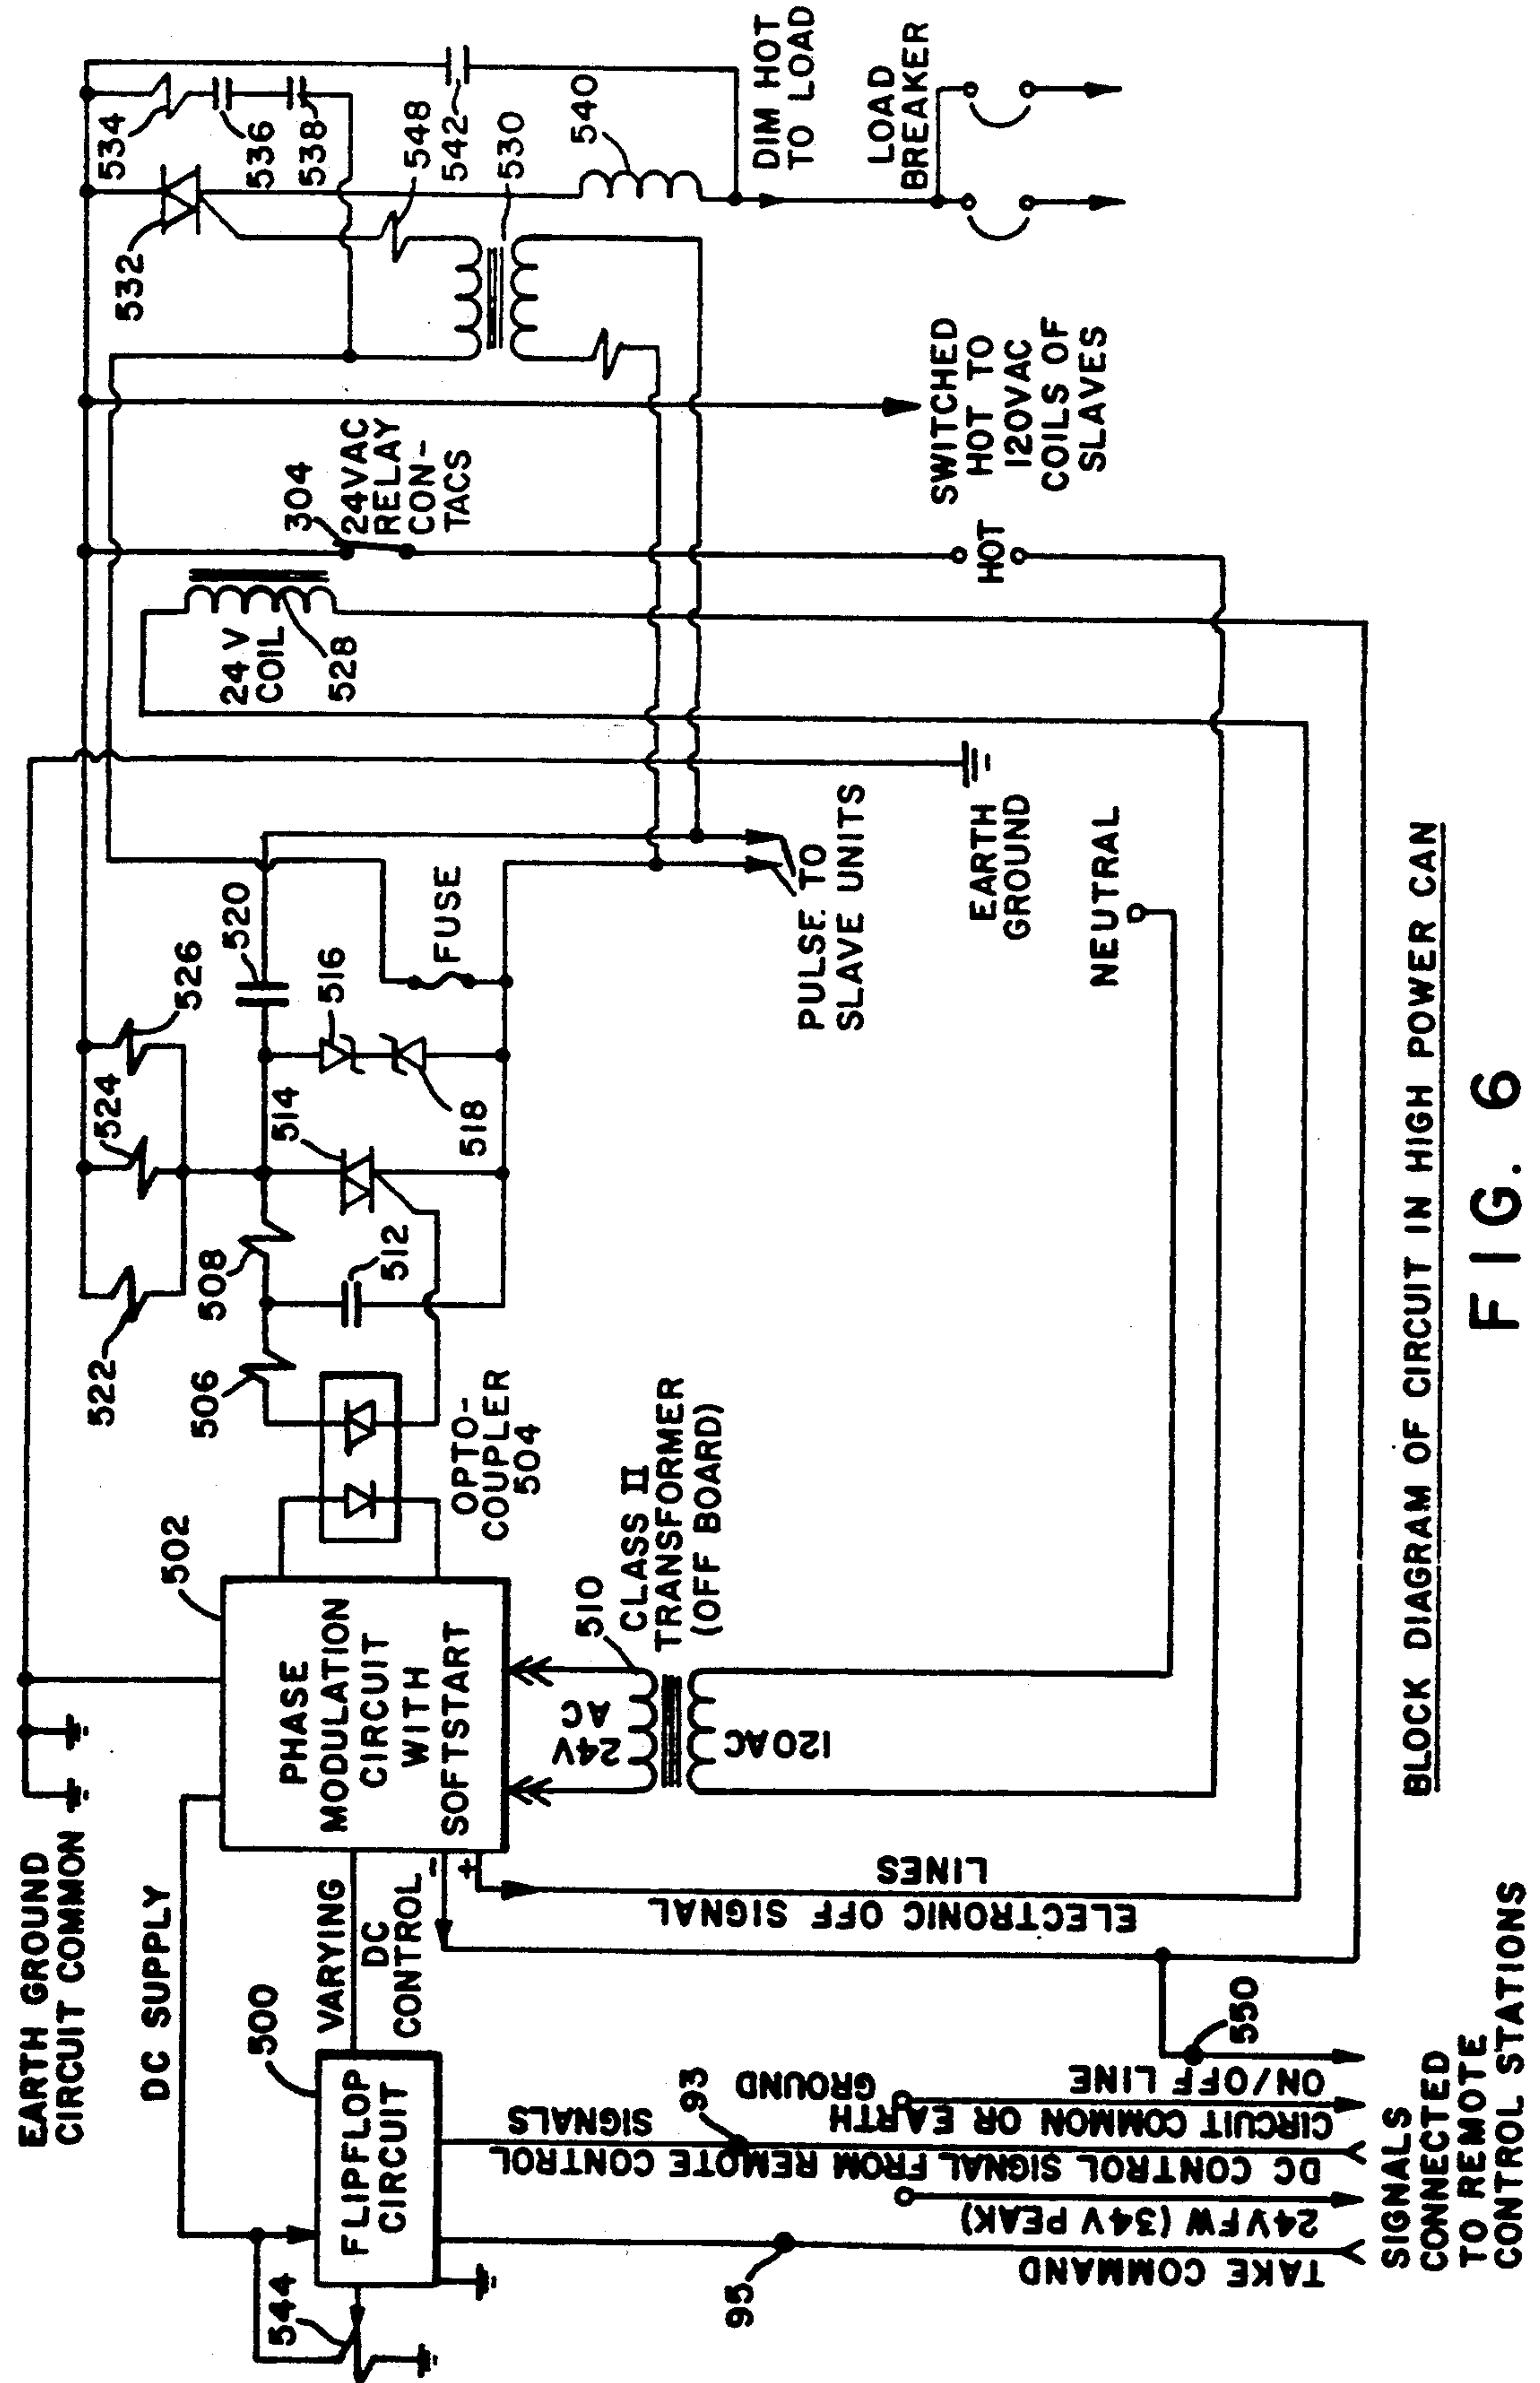 EARTH GROUND
CIRCUIT COMMON
DC SUPPLY
544
500
FLIPFLOP
CIRCUIT
VARYING
DC
CONTROL
-
+
502
PHASE
MODULATION
CIRCUIT
WITH
SOFTSTART
OPTO-
COUPLER
504
506
508
512
522
524
526
514
516
518
520
FUSE
24 V
COIL
528
304
24VAC
RELAY
CON-
TACS
532
534
536
538
548
542
530
540
DIM HOT
TO LOAD
LOAD
BREAKER
SWITCHED
HOT TO
120VAC
COILS OF
SLAVES
HOT
PULSE TO
SLAVE UNITS
EARTH
GROUND
NEUTRAL
510
CLASS II
TRANSFORMER
(OFF BOARD)
24V
AC
120AC
ELECTRONIC OFF SIGNAL
LINES
95
TAKE COMMAND
24VFW (34V PEAK)
93
DC CONTROL SIGNAL FROM REMOTE CONTROL
SIGNALS
CIRCUIT COMMON OR EARTH
GROUND
ON/OFF LINE
550
SIGNALS
CONNECTED
TO REMOTE
CONTROL STATIONS
BLOCK DIAGRAM OF CIRCUIT IN HIGH POWER CAN
FIG. 6